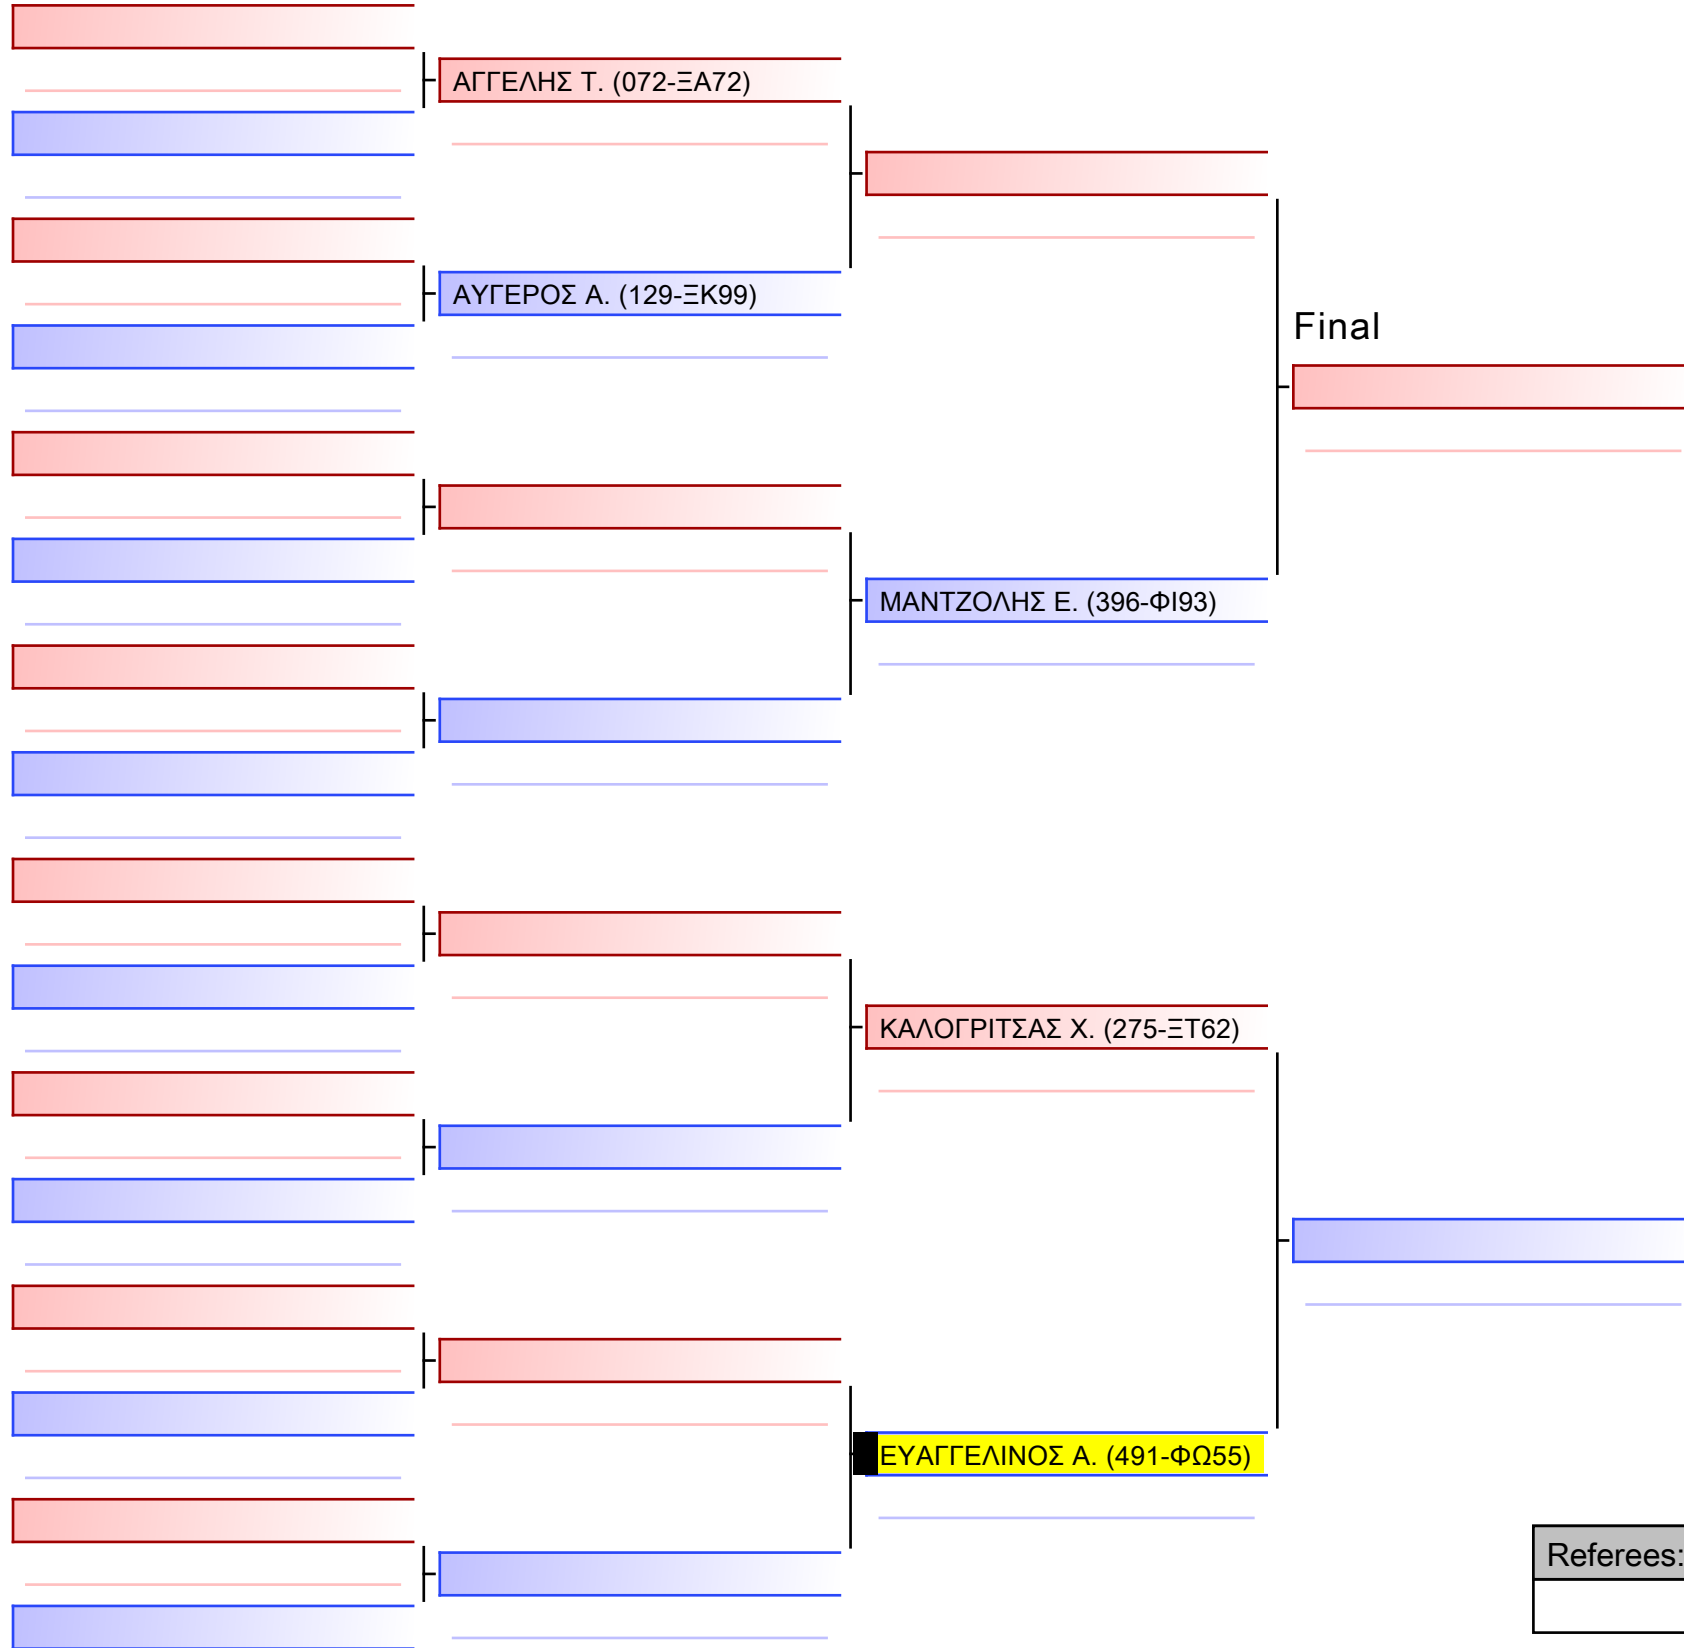 ΑΓΓΕΛΗΣ Τ. (072-ΞΑ72)
ΑΥΓΕΡΟΣ Α. (129-ΞΚ99)
Final
ΜΑΝΤΖΟΛΗΣ Ε. (396-ΦΙ93)
ΚΑΛΟΓΡΙΤΣΑΣ Χ. (275-ΞΤ62)
ΕΥΑΓΓΕΛΙΝΟΣ Α. (491-ΦΩ55)
Referees: